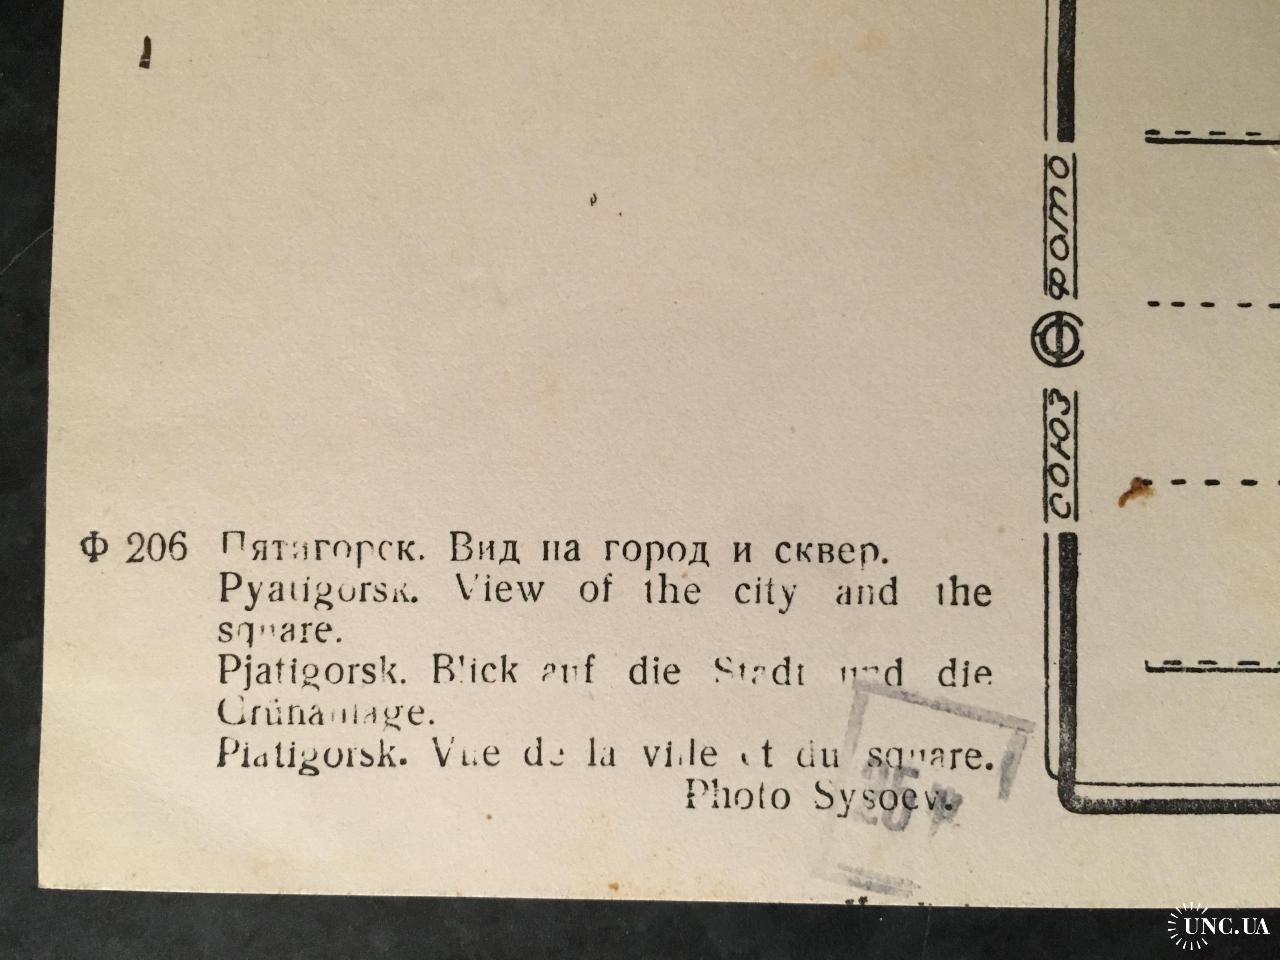 Ф 206 Пятигорск. Вид на город и сквер.
Pyatigorsk. View of the city and the
square.
Pjatigorsk. Blick auf die Stadt und die
Grünanlage.
Piatigorsk. Vue de la ville et du square.
Photo Sysoev.
СОЮЗ
ФОТО
UNC.UA